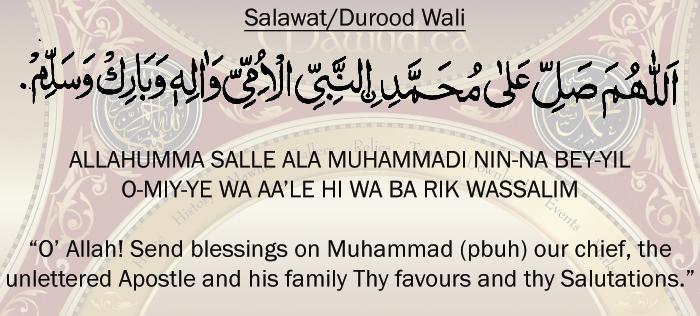 Salawat/Durood Wali
اَللّٰهُمَّ صَلِّ عَلٰى مُحَمَّدِ ِالنَّبِيِّ الْاُمِّىِّ وَاٰلِهٖ وَبَارِكْ وَسَلِّمْ.
ALLAHUMMA SALLE ALA MUHAMMADI NIN-NA BEY-YIL
O-MIY-YE WA AA’LE HI WA BA RIK WASSALIM
“O’ Allah! Send blessings on Muhammad (pbuh) our chief, the
unlettered Apostle and his family Thy favours and thy Salutations.”